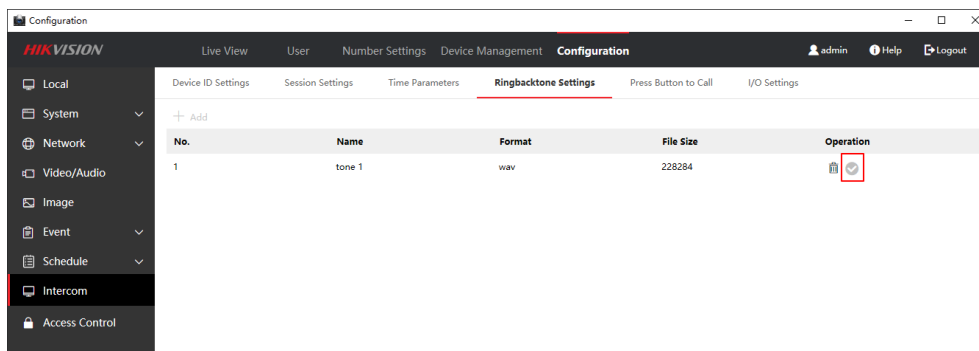 Configuration
HIKVISION Live View User Number Settings Device Management Configuration admin Help Logout
Local
System
Network
Video/Audio
Image
Event
Schedule
Intercom
Access Control
Device ID Settings Session Settings Time Parameters Ringbacktone Settings Press Button to Call I/O Settings
+ Add
No. Name Format File Size Operation
1 tone 1 wav 228284